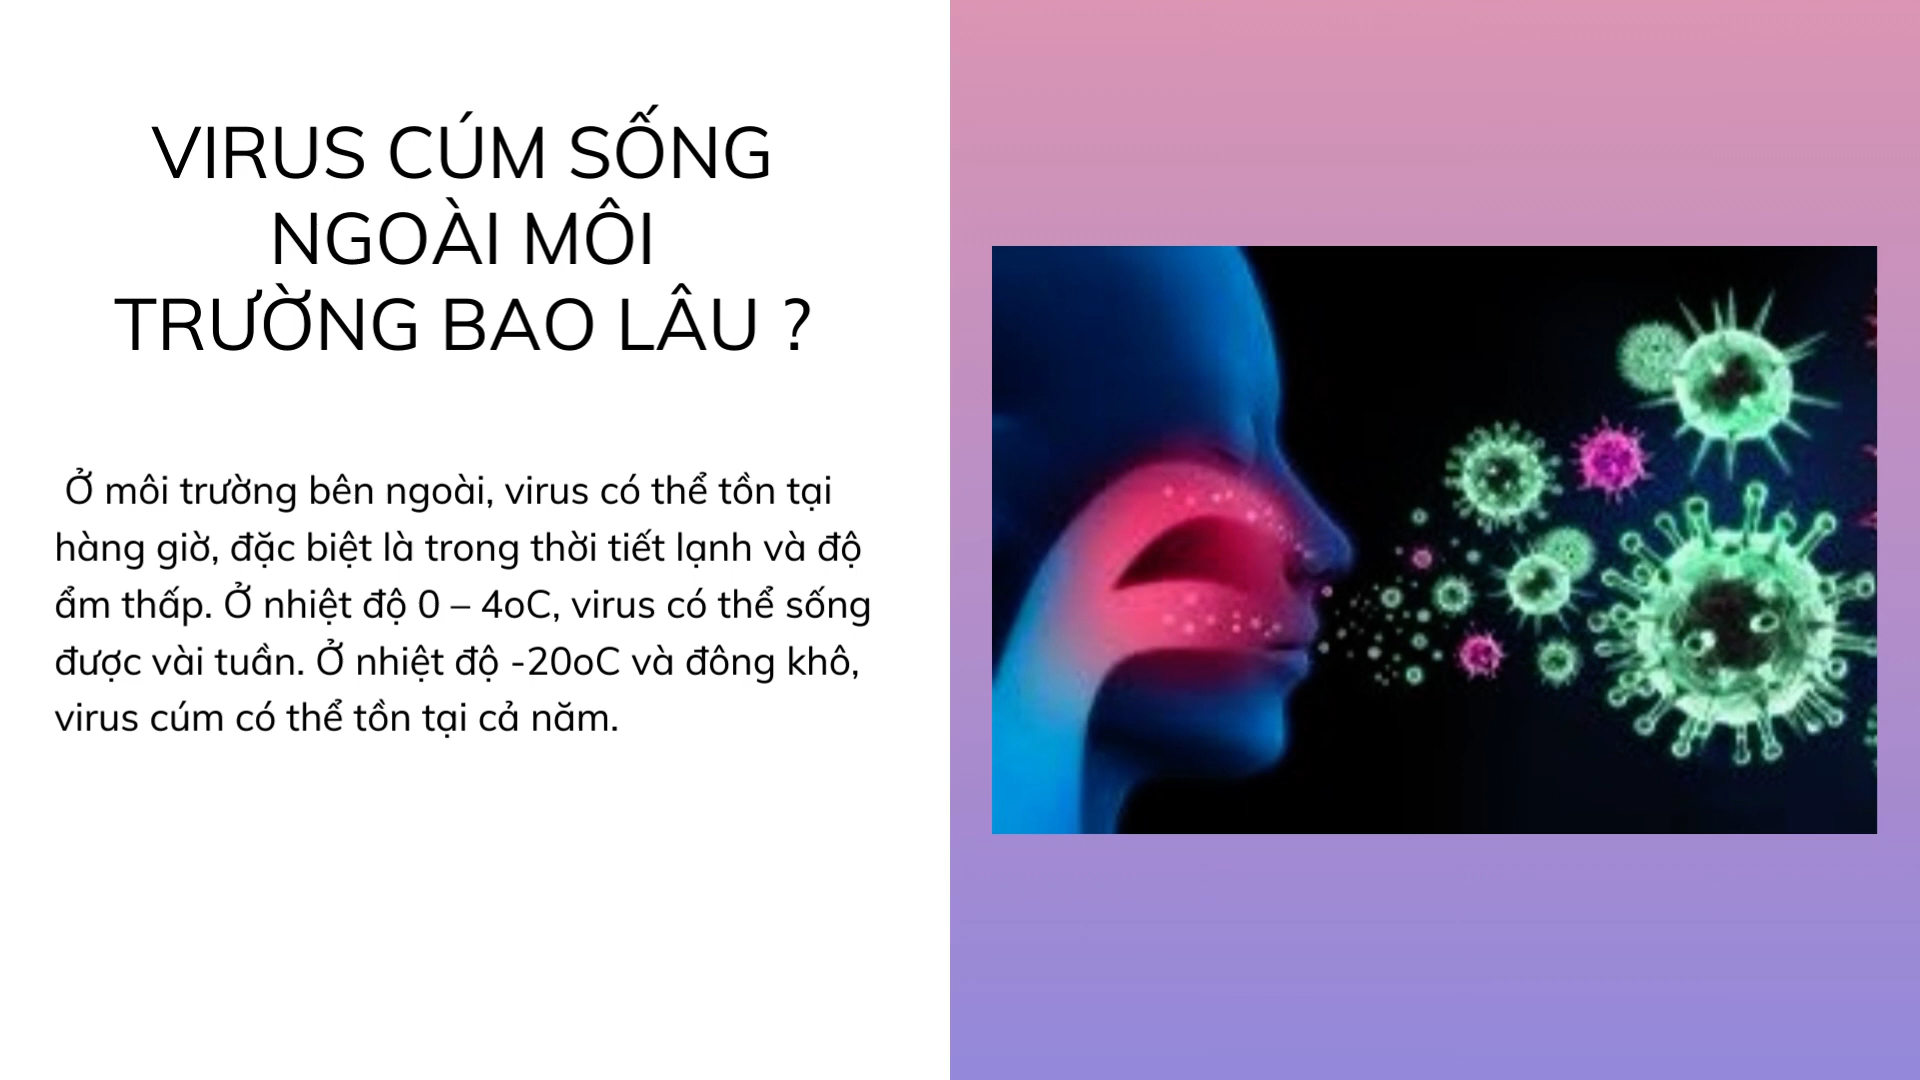 VIRUS CÚM SỐNG
NGOÀI MÔI
TRƯỜNG BAO LÂU ?
Ở môi trường bên ngoài, virus có thể tồn tại
hàng giờ, đặc biệt là trong thời tiết lạnh và độ
ẩm thấp. Ở nhiệt độ 0 – 4oC, virus có thể sống
được vài tuần. Ở nhiệt độ -20oC và đông khô,
virus cúm có thể tồn tại cả năm.